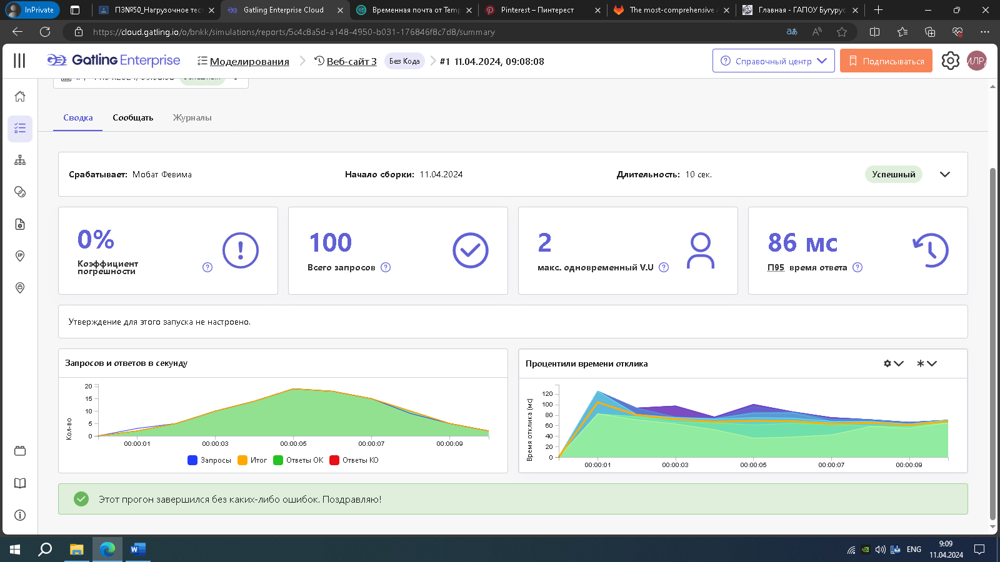 InPrivate
ПЗ№50_Нагрузочное тест
Gatling Enterprise Cloud
Временная почта от Temp
Pinterest – Пинтерест
The most-comprehensive
Главная - ГАПОУ Бугурус
https://cloud.gatling.io/o/bnkk/simulations/reports/5c4c8a5d-a148-4950-b031-176846f8c7d8/summary
Gatling Enterprise
Моделирования
Веб-сайт 3
Без Кода
#1 11.04.2024, 09:08:08
Справочный центр
Подписываться
Сводка
Сообщать
Журналы
Срабатывает: Мобат Февима
Начало сборки: 11.04.2024
Длительность: 10 сек.
Успешный
0%
Коэффициент
погрешности
100
Всего запросов
2
макс. одновременный V.U
86 мс
П95 время ответа
Утверждение для этого запуска не настроено.
Запросов и ответов в секунду
Кол-во
20
15
10
5
0
00:00:01
00:00:03
00:00:05
00:00:07
00:00:09
Запросы
Итог
Ответы OK
Ответы KO
Процентили времени отклика
Время отклика (мс)
120
100
80
60
40
20
0
00:00:01
00:00:03
00:00:05
00:00:07
00:00:09
Этот прогон завершился без каких-либо ошибок. Поздравляю!
ENG
9:09
11.04.2024